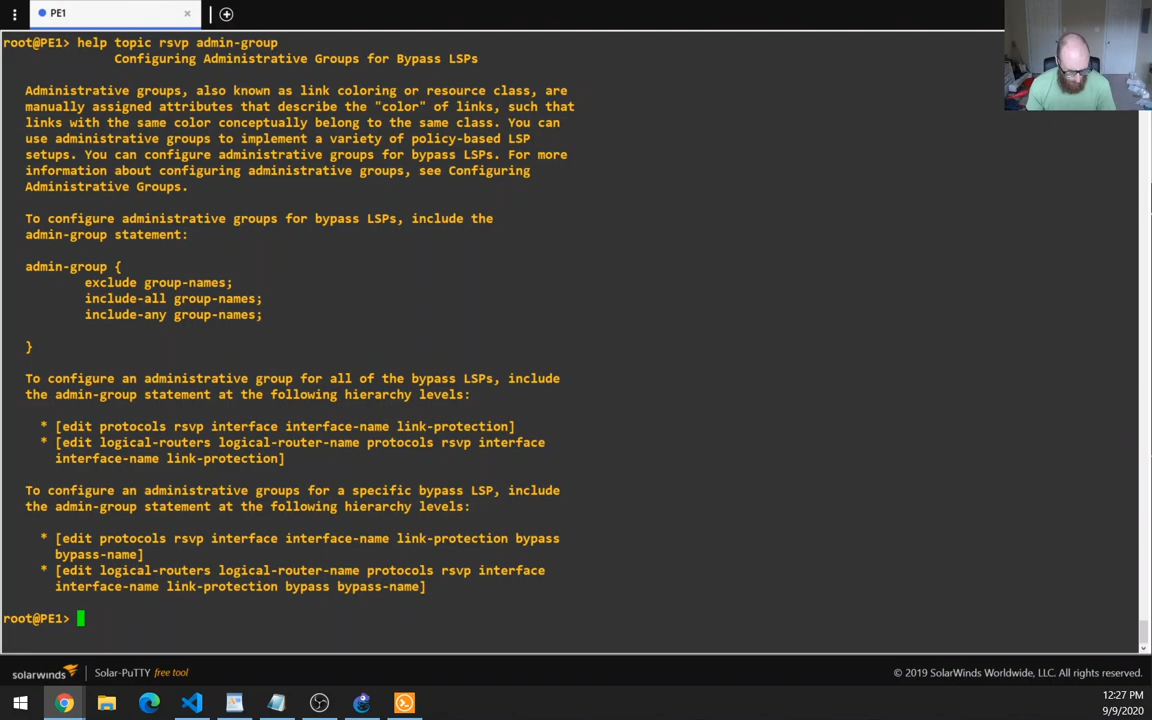 PE1
root@PE1> help topic rsvp admin-group
Configuring Administrative Groups for Bypass LSPs
Administrative groups, also known as link coloring or resource class, are
manually assigned attributes that describe the "color" of links, such that
links with the same color conceptually belong to the same class. You can
use administrative groups to implement a variety of policy-based LSP
setups. You can configure administrative groups for bypass LSPs. For more
information about configuring administrative groups, see Configuring
Administrative Groups.
To configure administrative groups for bypass LSPs, include the
admin-group statement:
admin-group {
exclude group-names;
include-all group-names;
include-any group-names;
}
To configure an administrative group for all of the bypass LSPs, include
the admin-group statement at the following hierarchy levels:
* [edit protocols rsvp interface interface-name link-protection]
* [edit logical-routers logical-router-name protocols rsvp interface
interface-name link-protection]
To configure an administrative groups for a specific bypass LSP, include
the admin-group statement at the following hierarchy levels:
* [edit protocols rsvp interface interface-name link-protection bypass
bypass-name]
* [edit logical-routers logical-router-name protocols rsvp interface
interface-name link-protection bypass bypass-name]
root@PE1>
solarwinds Solar-PuTTY free tool © 2019 SolarWinds Worldwide, LLC. All rights reserved.
12:27 PM
9/9/2020